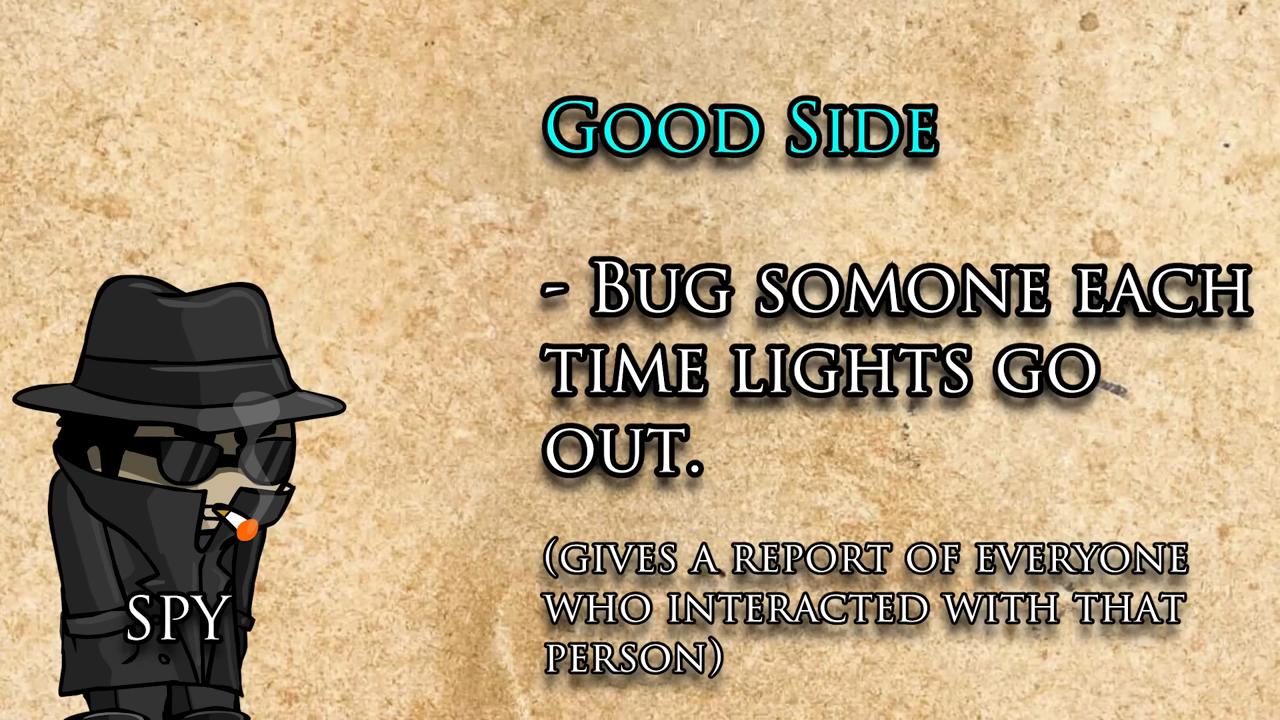 Good Side
- Bug somone each
time lights go
out.
(gives a report of everyone
who interacted with that
person)
SPY